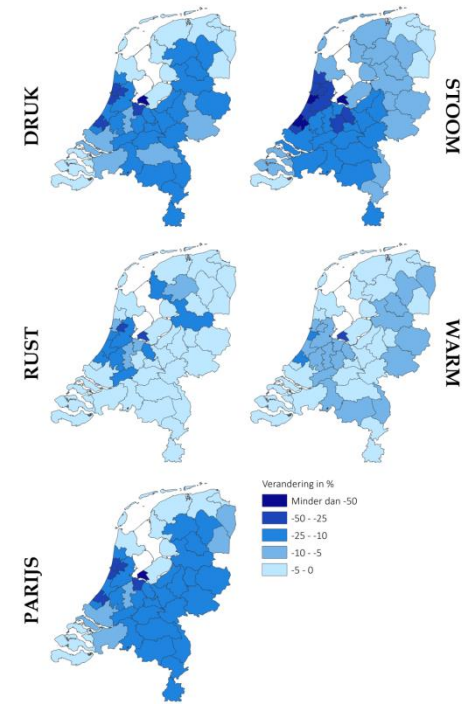 DRUK
STOOM
RUST
WARM
PARIJS
Verandering in %
Minder dan -50
-50 - -25
-25 - -10
-10 - -5
-5 - 0